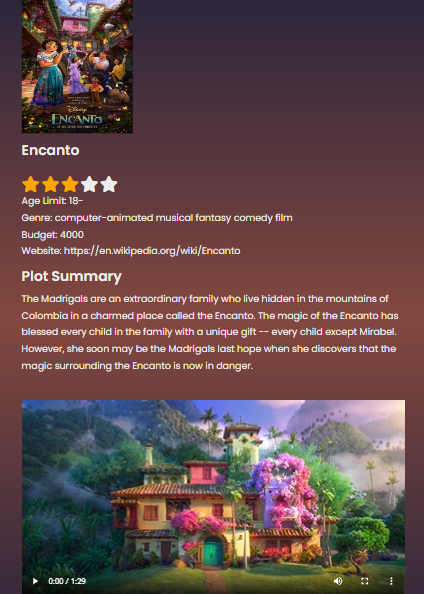 Disney
ENCANTO
Encanto
Age Limit: 18-
Genre: computer-animated musical fantasy comedy film
Budget: 4000
Website: https://en.wikipedia.org/wiki/Encanto
Plot Summary
The Madrigals are an extraordinary family who live hidden in the mountains of
Colombia in a charmed place called the Encanto. The magic of the Encanto has
blessed every child in the family with a unique gift -- every child except Mirabel.
However, she soon may be the Madrigals last hope when she discovers that the
magic surrounding the Encanto is now in danger.
0:00 / 1:29